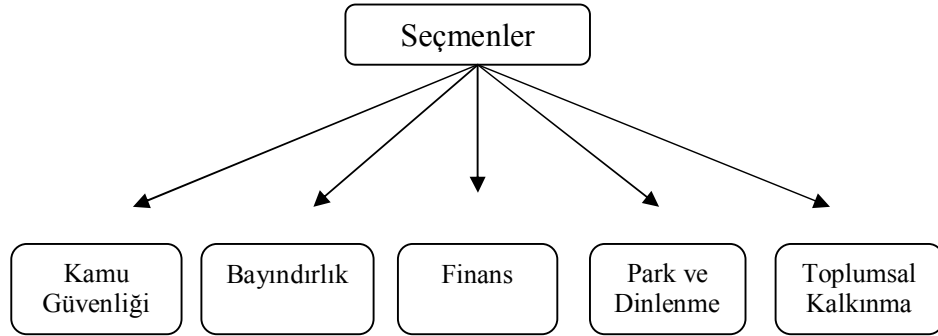 Seçmenler
Kamu
Güvenliği
Bayındırlık
Finans
Park ve
Dinlenme
Toplumsal
Kalkınma